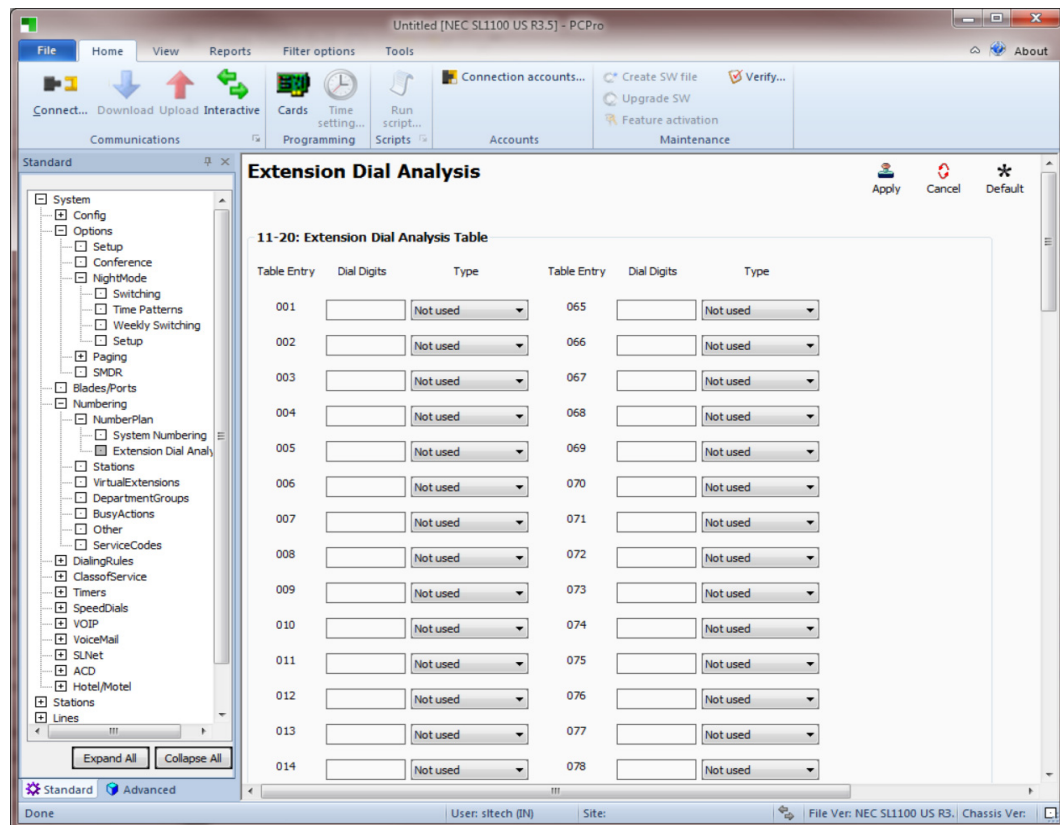 Untitled [NEC SL1100 US R3.5] - PCPro
File Home View Reports Filter options Tools About
Connect... Download Upload Interactive
Communications
Cards Time setting...
Programming
Run script...
Scripts
Connection accounts...
Accounts
Create SW file Verify...
Upgrade SW
Feature activation
Maintenance
Standard
System
Config
Options
Setup
Conference
NightMode
Switching
Time Patterns
Weekly Switching
Setup
Paging
SMDR
Blades/Ports
Numbering
NumberPlan
System Numbering
Extension Dial Analy
Stations
VirtualExtensions
DepartmentGroups
BusyActions
Other
ServiceCodes
DialingRules
ClassofService
Timers
SpeedDials
VOIP
VoiceMail
SLNet
ACD
Hotel/Motel
Stations
Lines
Expand All Collapse All
Standard Advanced
Extension Dial Analysis
Apply Cancel Default
11-20: Extension Dial Analysis Table
Table Entry Dial Digits Type Table Entry Dial Digits Type
001 Not used 065 Not used
002 Not used 066 Not used
003 Not used 067 Not used
004 Not used 068 Not used
005 Not used 069 Not used
006 Not used 070 Not used
007 Not used 071 Not used
008 Not used 072 Not used
009 Not used 073 Not used
010 Not used 074 Not used
011 Not used 075 Not used
012 Not used 076 Not used
013 Not used 077 Not used
014 Not used 078 Not used
Done User: sltech (IN) Site: File Ver: NEC SL1100 US R3. Chassis Ver: